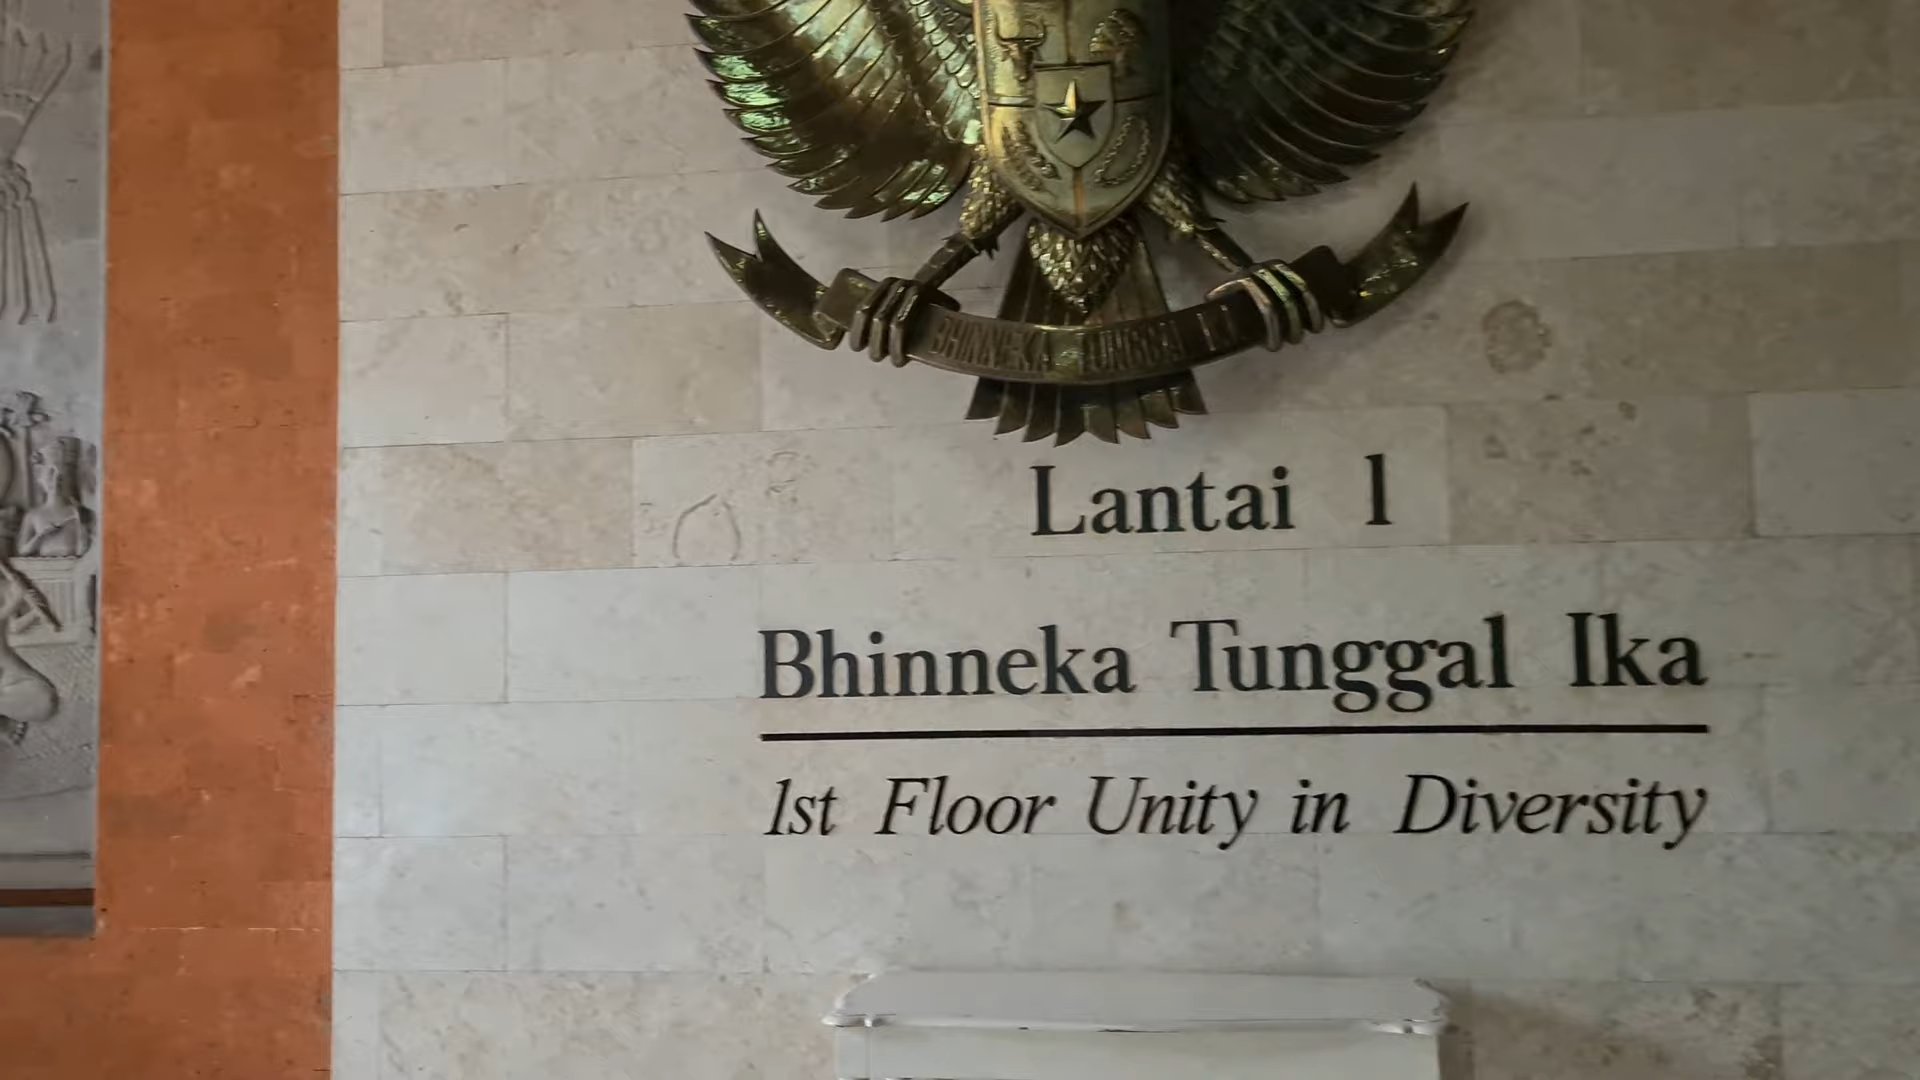 BHINNEKA TUNGGAL IKA
Lantai 1
Bhinneka Tunggal Ika
1st Floor Unity in Diversity